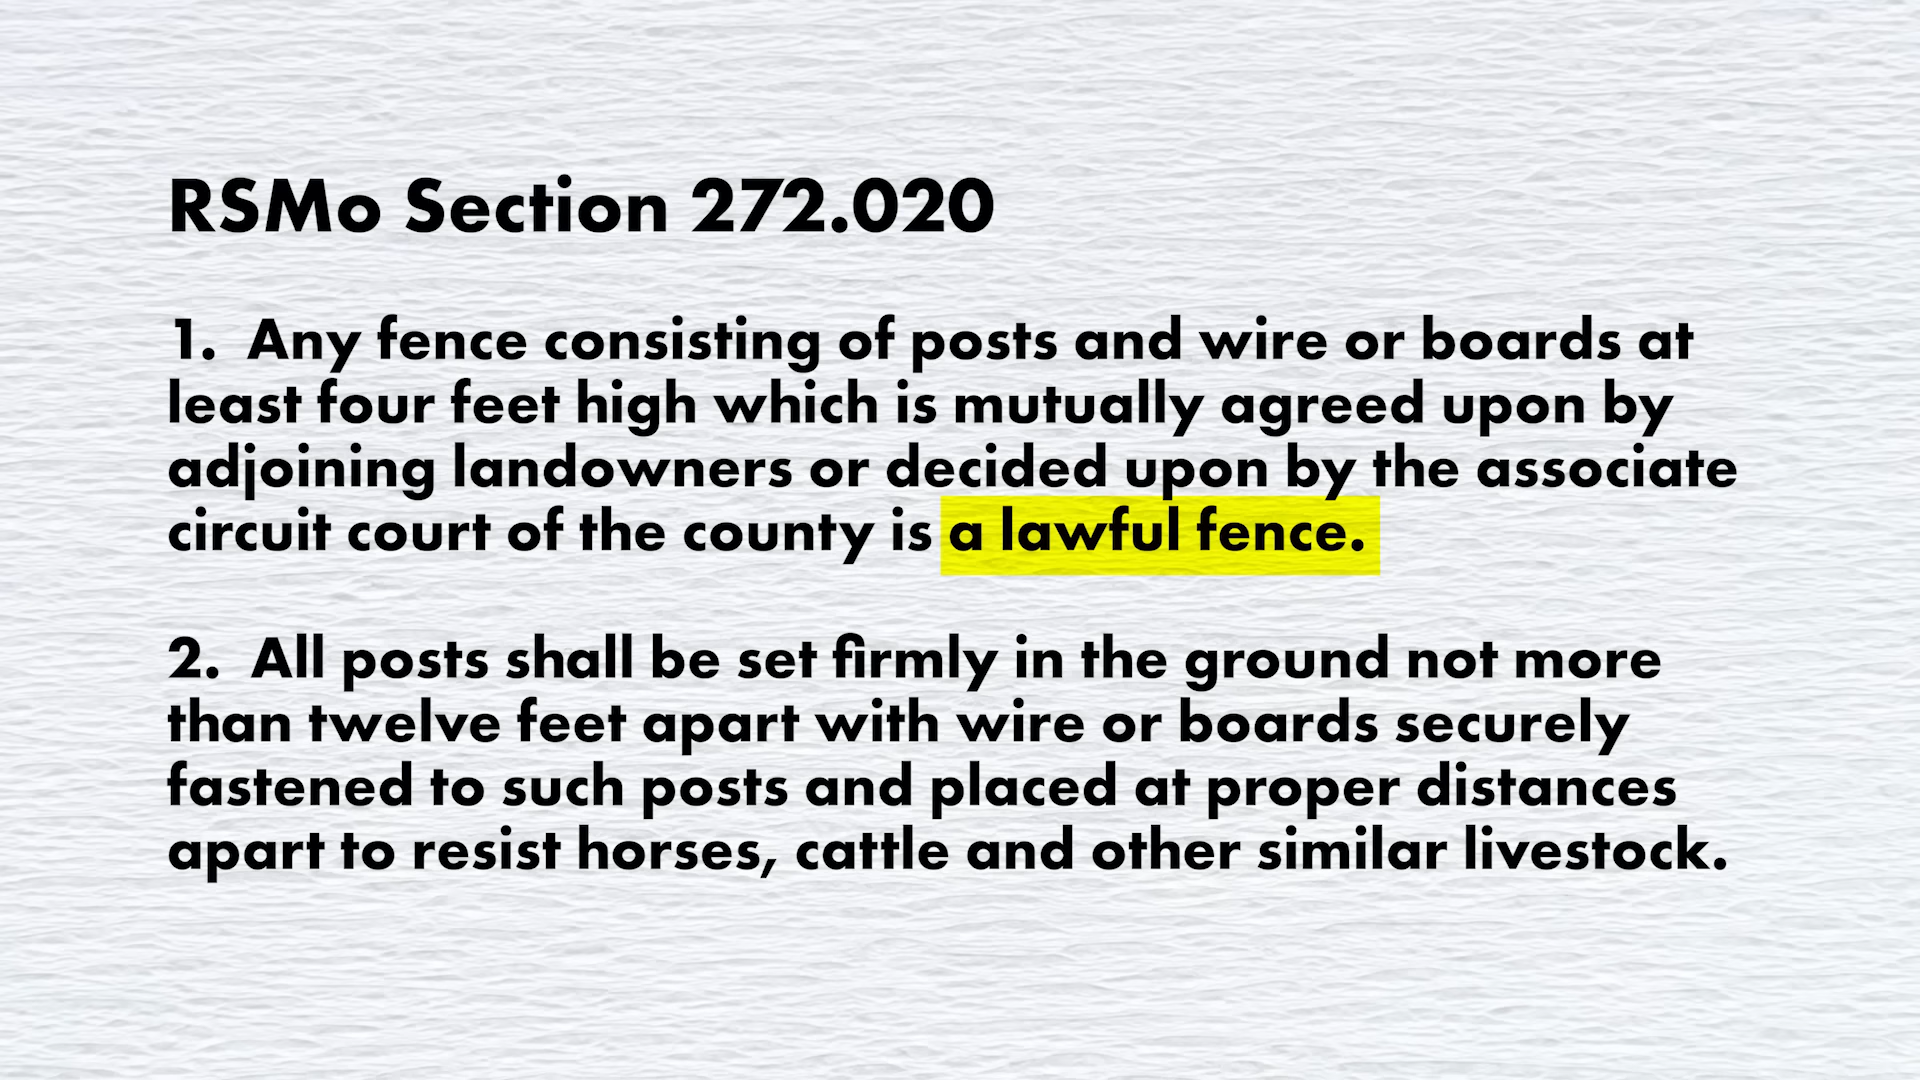 RSMo Section 272.020
1. Any fence consisting of posts and wire or boards at
least four feet high which is mutually agreed upon by
adjoining landowners or decided upon by the associate
circuit court of the county is a lawful fence.
2. All posts shall be set firmly in the ground not more
than twelve feet apart with wire or boards securely
fastened to such posts and placed at proper distances
apart to resist horses, cattle and other similar livestock.